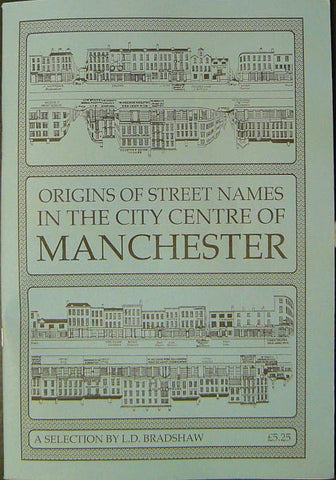 ORIGINS OF STREET NAMES
IN THE CITY CENTRE OF
MANCHESTER
A SELECTION BY L.D. BRADSHAW
£5.25